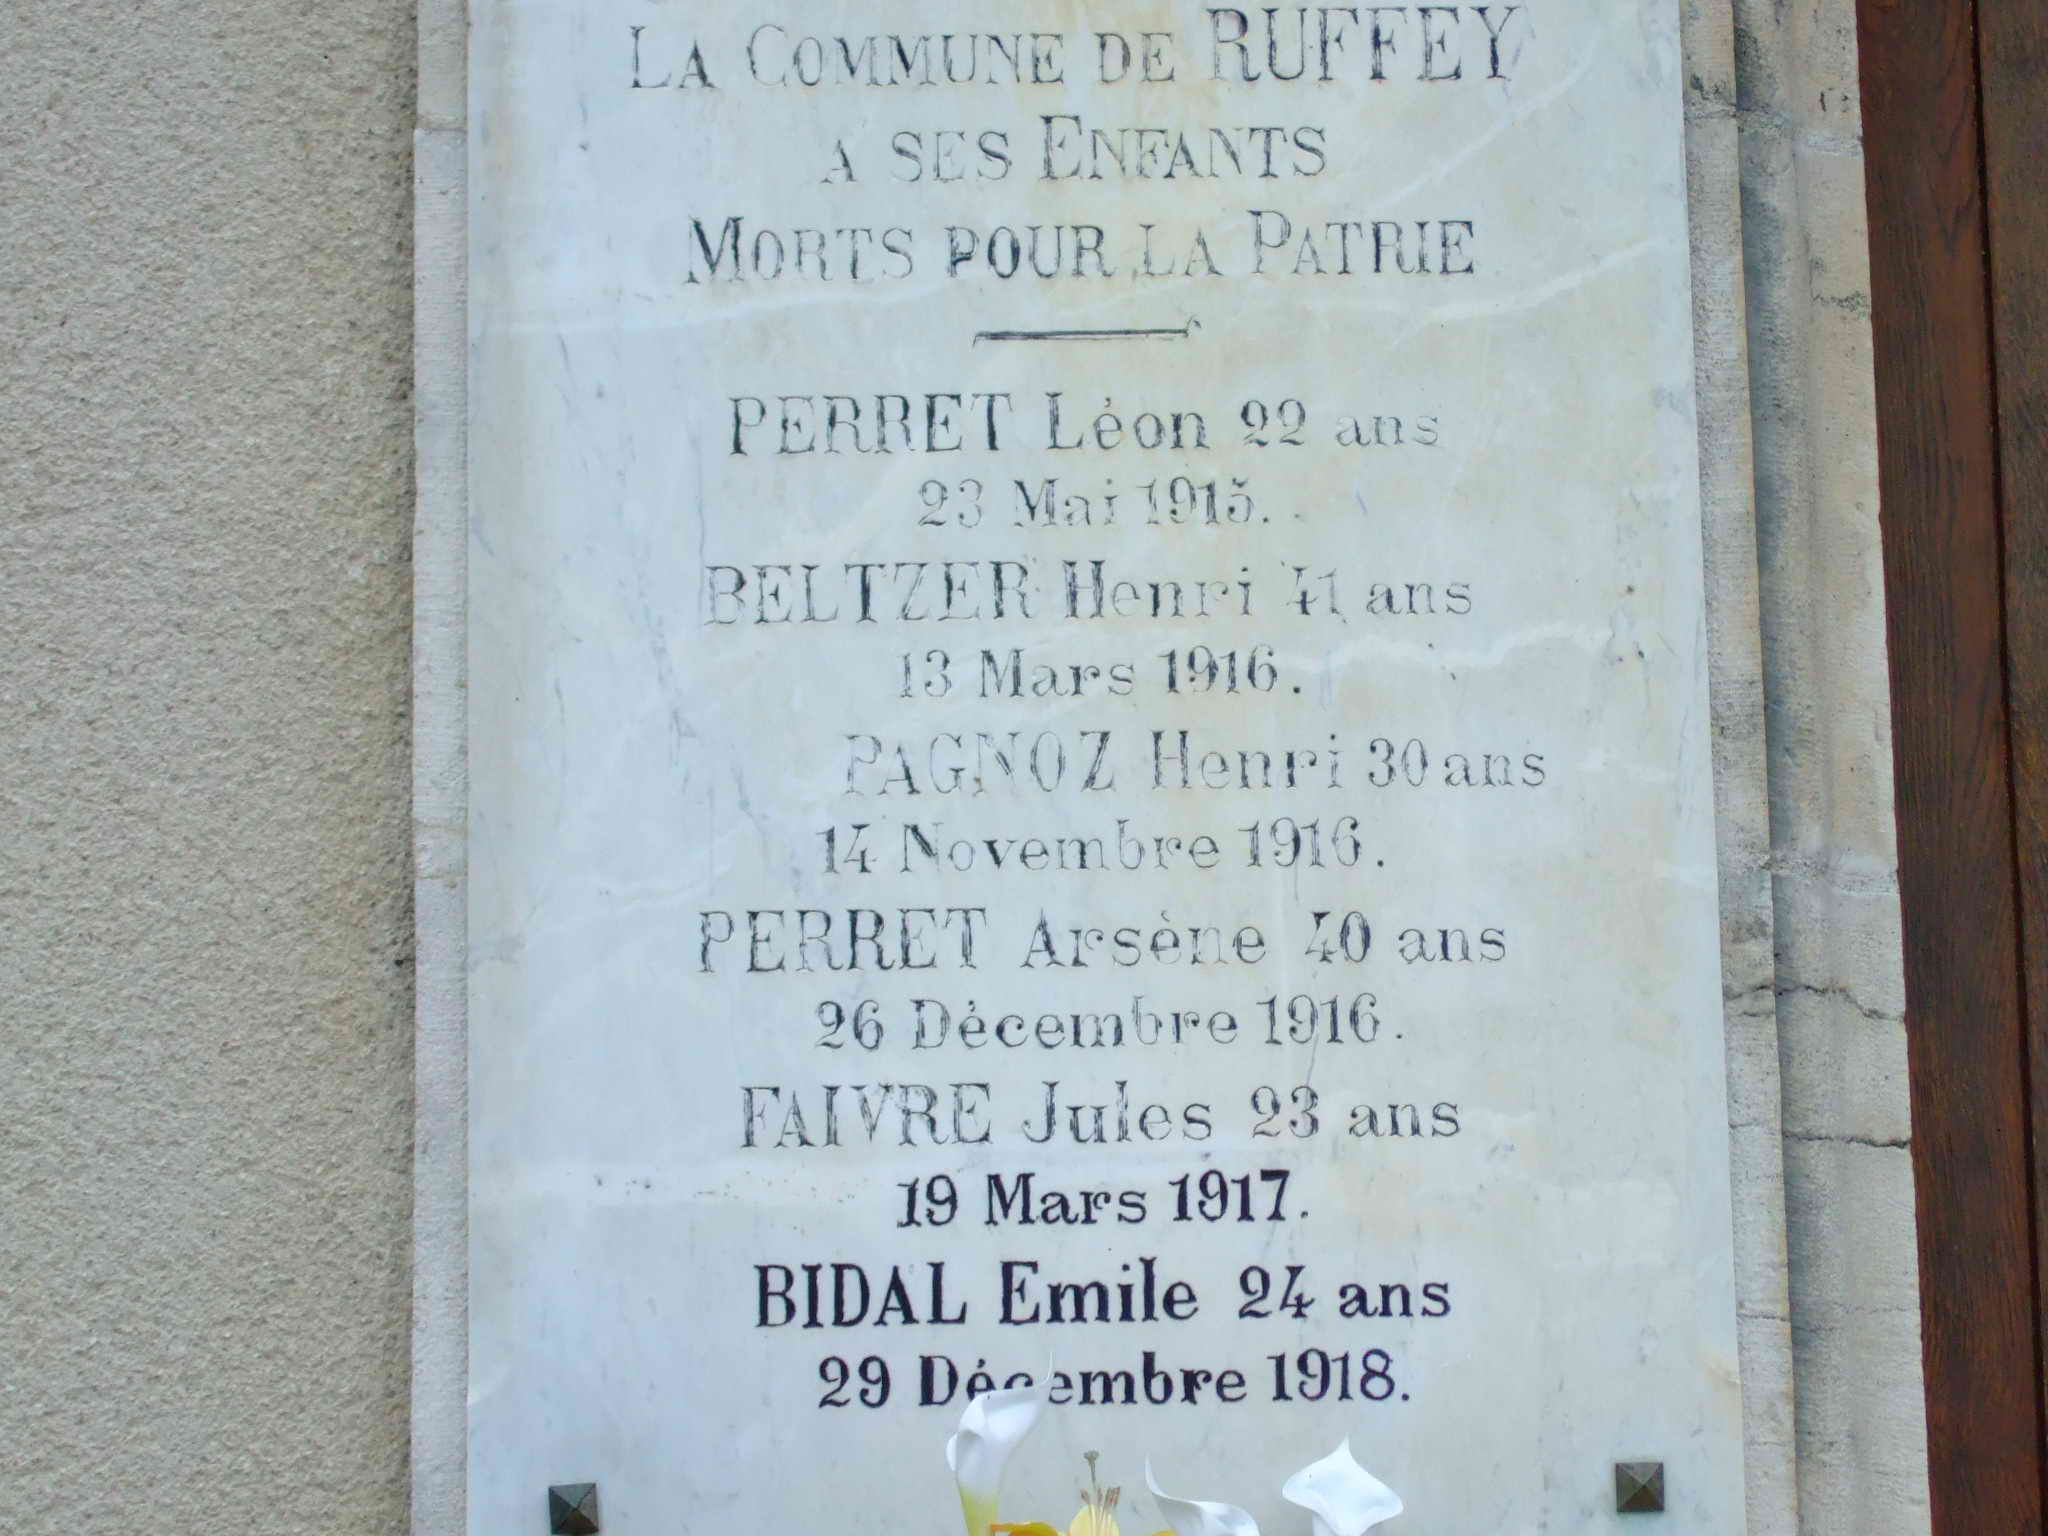 LA COMMUNE DE RUFFEY
A SES ENFANTS
MORTS POUR LA PATRIE
PERRET Léon 22 ans
23 Mai 1915.
BELTZER Henri 41 ans
13 Mars 1916.
PAGNOZ Henri 30 ans
14 Novembre 1916.
PERRET Arsène 40 ans
26 Décembre 1916.
FAIVRE Jules 23 ans
19 Mars 1917.
BIDAL Emile 24 ans
29 Décembre 1918.